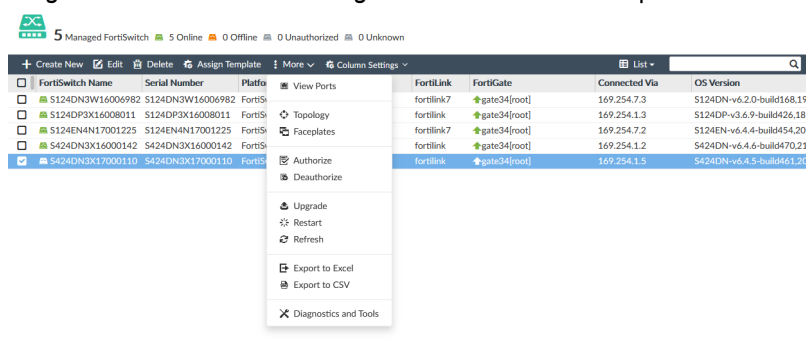 5 Managed FortiSwitch 5 Online 0 Offline 0 Unauthorized 0 Unknown
Create New Edit Delete Assign Template More Column Settings List
FortiSwitch Name Serial Number Platfo FortiLink FortiGate Connected Via OS Version
S124DN3W16006982 S124DN3W16006982 FortiS fortilink7 gate34[root] 169.254.7.3 S124DN-v6.2.0-build168,19
S124DP3X16008011 S124DP3X16008011 FortiS fortilink gate34[root] 169.254.1.3 S124DP-v3.6.9-build426,18
S124EN4N17001225 S124EN4N17001225 FortiS fortilink7 gate34[root] 169.254.7.2 S124EN-v6.4.4-build454,20
S424DN3X16000142 S424DN3X16000142 FortiS fortilink gate34[root] 169.254.1.2 S424DN-v6.4.6-build470,21
S424DN3X17000110 S424DN3X17000110 FortiS fortilink gate34[root] 169.254.1.5 S424DN-v6.4.5-build461,20
View Ports
Topology
Faceplates
Authorize
Deauthorize
Upgrade
Restart
Refresh
Export to Excel
Export to CSV
Diagnostics and Tools